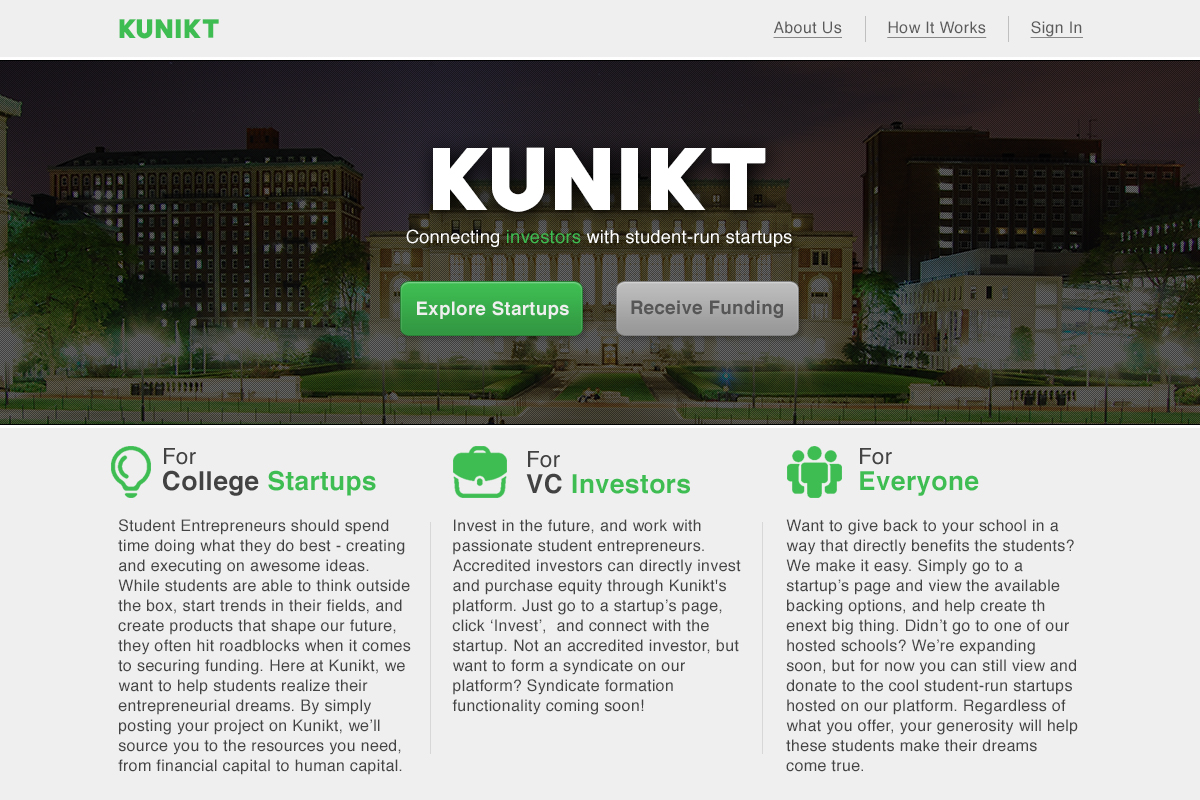 KUNIKT
About Us
How It Works
Sign In
KUNIKT
Connecting investors with student-run startups
Explore Startups
Receive Funding
For
College Startups
Student Entrepreneurs should spend
time doing what they do best - creating
and executing on awesome ideas.
While students are able to think outside
the box, start trends in their fields, and
create products that shape our future,
they often hit roadblocks when it comes
to securing funding. Here at Kunikt, we
want to help students realize their
entrepreneurial dreams. By simply
posting your project on Kunikt, we’ll
source you to the resources you need,
from financial capital to human capital.
For
VC Investors
Invest in the future, and work with
passionate student entrepreneurs.
Accredited investors can directly invest
and purchase equity through Kunikt's
platform. Just go to a startup’s page,
click ‘Invest’,  and connect with the
startup. Not an accredited investor, but
want to form a syndicate on our
platform? Syndicate formation
functionality coming soon!
For
Everyone
Want to give back to your school in a
way that directly benefits the students?
We make it easy. Simply go to a
startup’s page and view the available
backing options, and help create th
enext big thing. Didn’t go to one of our
hosted schools? We’re expanding
soon, but for now you can still view and
donate to the cool student-run startups
hosted on our platform. Regardless of
what you offer, your generosity will help
these students make their dreams
come true.